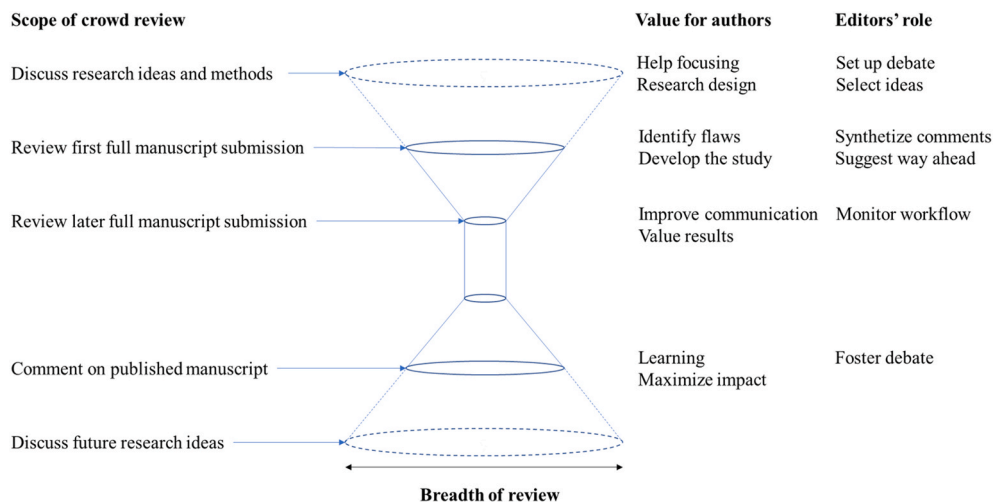 Scope of crowd review
Value for authors
Editors' role
Discuss research ideas and methods
Help focusing
Research design
Set up debate
Select ideas
Review first full manuscript submission
Identify flaws
Develop the study
Synthetize comments
Suggest way ahead
Review later full manuscript submission
Improve communication
Value results
Monitor workflow
Comment on published manuscript
Learning
Maximize impact
Foster debate
Discuss future research ideas
Breadth of review